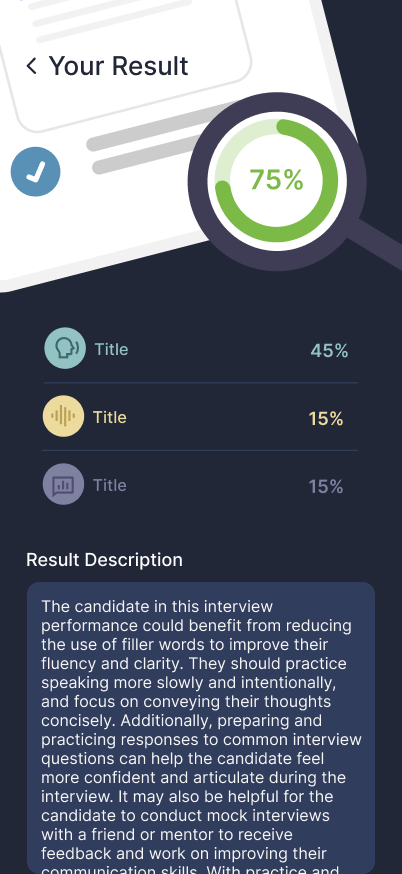 Your Result
75%
Title
45%
Title
15%
Title
15%
Result Description
The candidate in this interview
performance could benefit from reducing
the use of filler words to improve their
fluency and clarity. They should practice
speaking more slowly and intentionally,
and focus on conveying their thoughts
concisely. Additionally, preparing and
practicing responses to common interview
questions can help the candidate feel
more confident and articulate during the
interview. It may also be helpful for the
candidate to conduct mock interviews
with a friend or mentor to receive
feedback and work on improving their
communication skills. With practice and